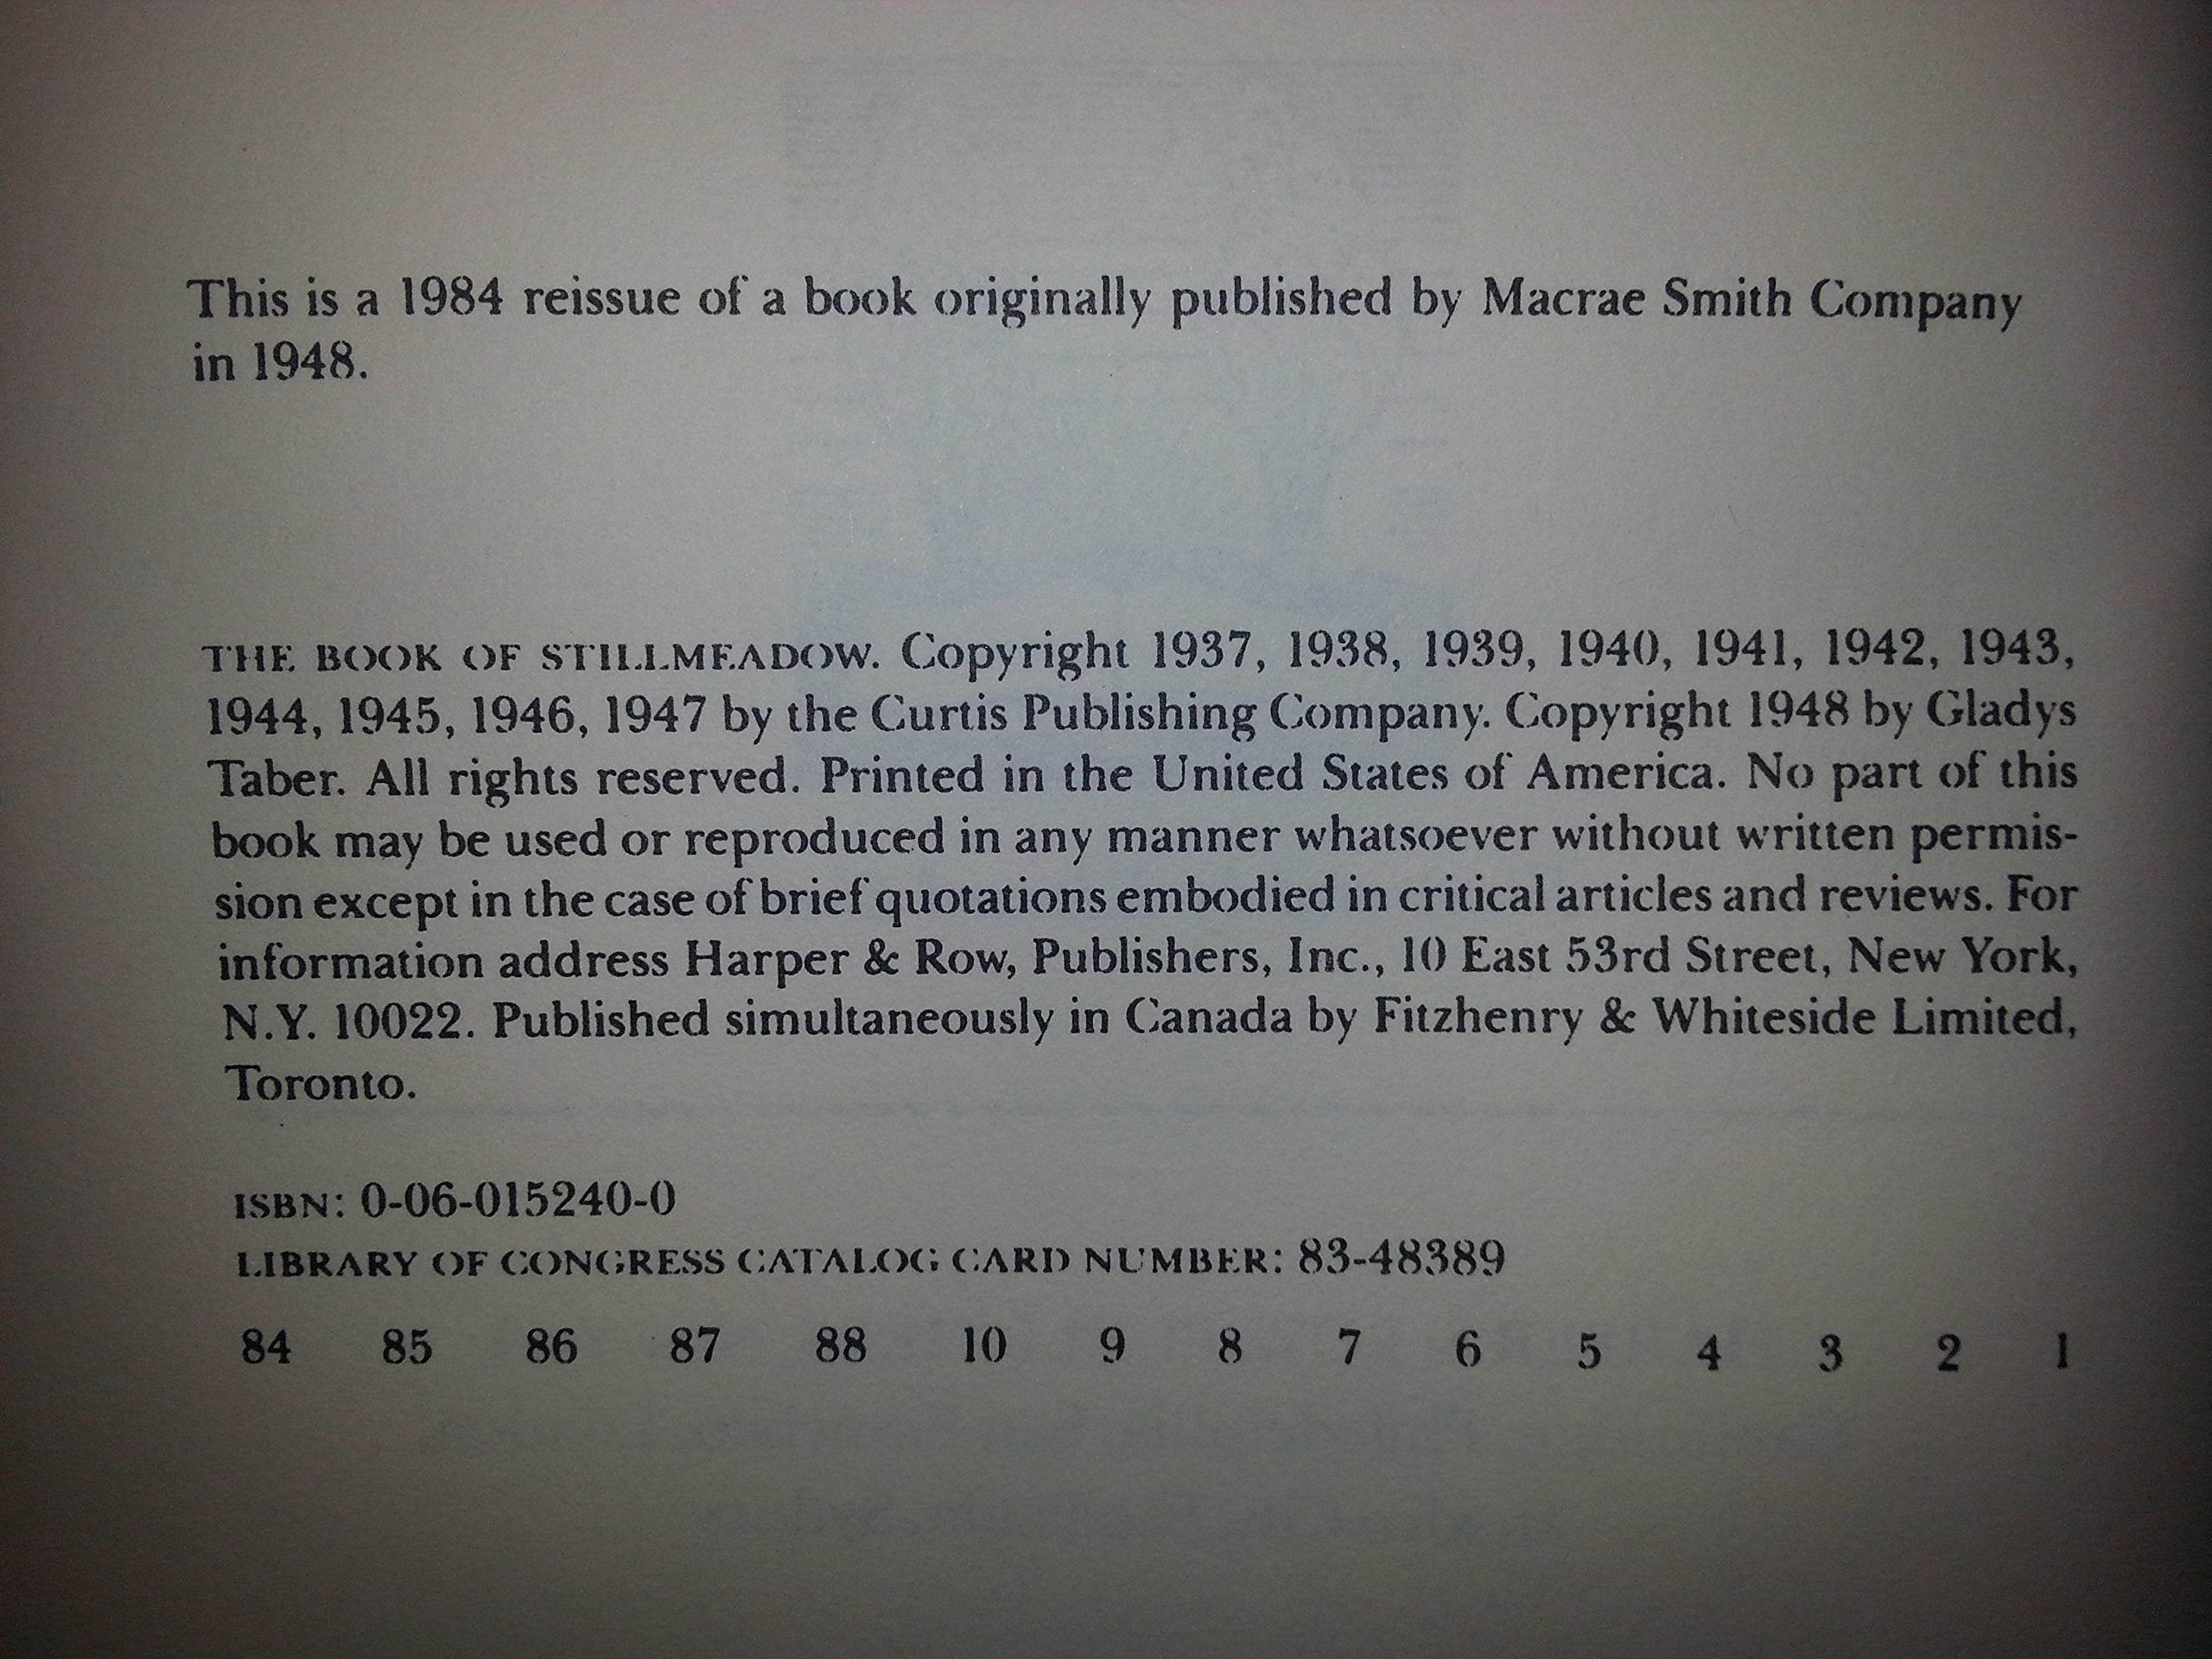 This is a 1984 reissue of a book originally published by Macrae Smith Company
in 1948.
THE BOOK OF STILLMEADOW. Copyright 1937, 1938, 1939, 1940, 1941, 1942, 1943,
1944, 1945, 1946, 1947 by the Curtis Publishing Company. Copyright 1948 by Gladys
Taber. All rights reserved. Printed in the United States of America. No part of this
book may be used or reproduced in any manner whatsoever without written permis-
sion except in the case of brief quotations embodied in critical articles and reviews. For
information address Harper & Row, Publishers, Inc., 10 East 53rd Street, New York,
N.Y. 10022. Published simultaneously in Canada by Fitzhenry & Whiteside Limited,
Toronto.
ISBN: 0-06-015240-0
LIBRARY OF CONGRESS CATALOG CARD NUMBER: 83-48389
84 85 86 87 88 10 9 8 7 6 5 4 3 2 1